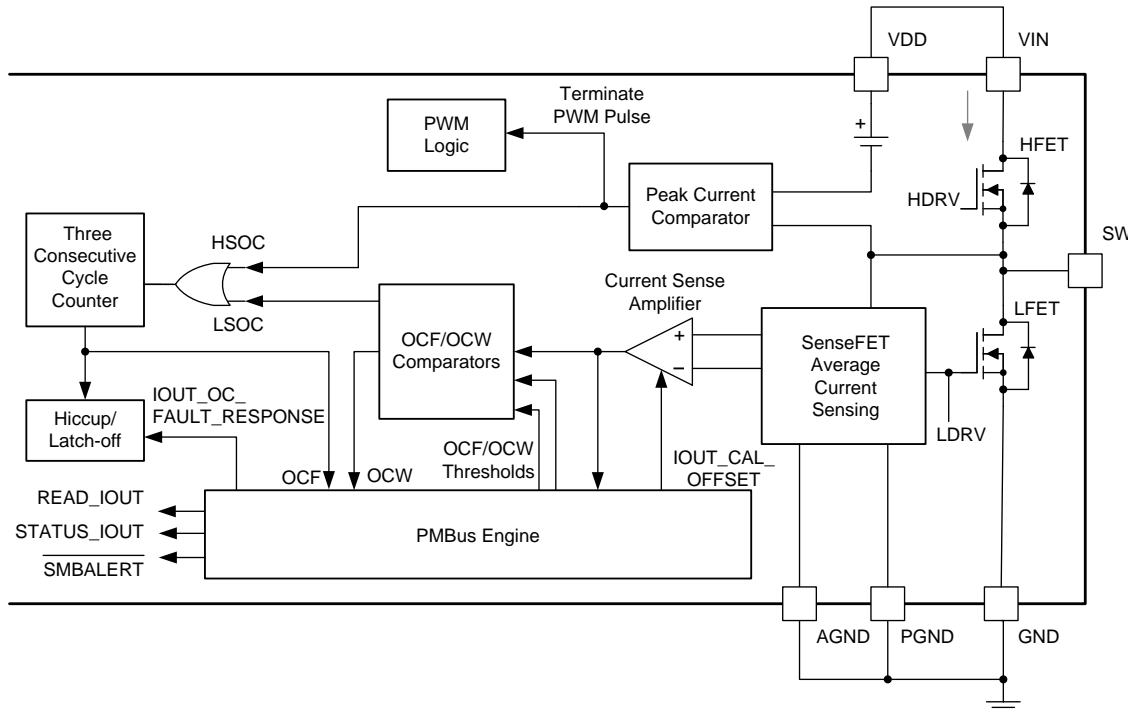 VDD
VIN
Terminate
PWM Pulse
PWM
Logic
+
HFET
Peak Current
Comparator
HDRV
Three
Consecutive
Cycle
Counter
HSOC
SW
Current Sense
Amplifier
LSOC
LFET
OCF/OCW
Comparators
+
−
SenseFET
Average
Current
Sensing
IOUT_OC_
FAULT_RESPONSE
Hiccup/
Latch-off
LDRV
OCF/OCW
Thresholds
IOUT_CAL_
OFFSET
OCF
OCW
READ_IOUT
STATUS_IOUT
SMBALERT
PMBus Engine
AGND
PGND
GND